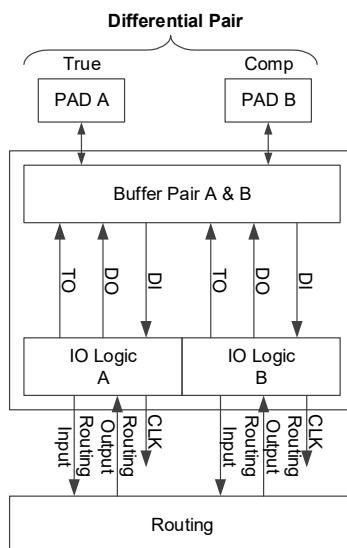 Differential Pair
True
Comp
PAD A
PAD B
Buffer Pair A & B
TO
DO
DI
TO
DO
DI
IO Logic
A
IO Logic
B
Routing
Input
Routing
Output
CLK
Routing
Input
Routing
Output
CLK
Routing